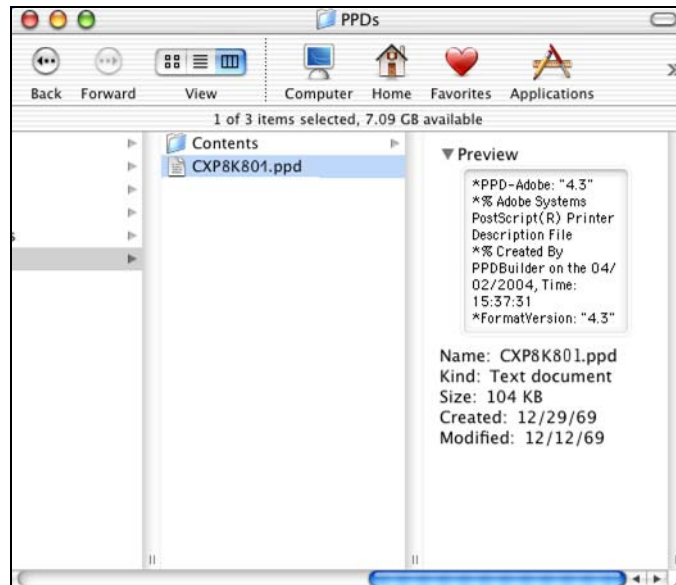 PPDs
Back Forward View Computer Home Favorites Applications
1 of 3 items selected, 7.09 GB available
Contents
CXP8K801.ppd
s
Preview
*PPD-Adobe: "4.3"
*% Adobe Systems
PostScript(R) Printer
Description File
*% Created By
PPDBuilder on the 04/
02/2004, Time:
15:37:31
*FormatVersion: "4.3"
Name: CXP8K801.ppd
Kind: Text document
Size: 104 KB
Created: 12/29/69
Modified: 12/12/69